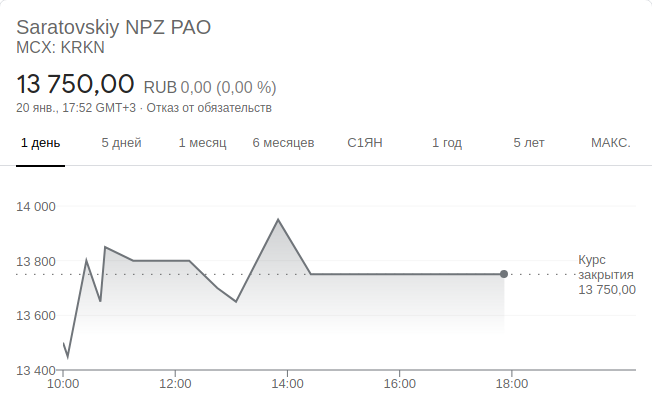 Saratovskiy NPZ PAO
MCX: KRKN
13 750,00 RUB 0,00 (0,00 %)
20 янв., 17:52 GMT+3 · Отказ от обязательств
1 день 5 дней 1 месяц 6 месяцев С1ЯН 1 год 5 лет МАКС.
14 000
13 800
13 600
13 400
Курс
закрытия
13 750,00
10:00 12:00 14:00 16:00 18:00